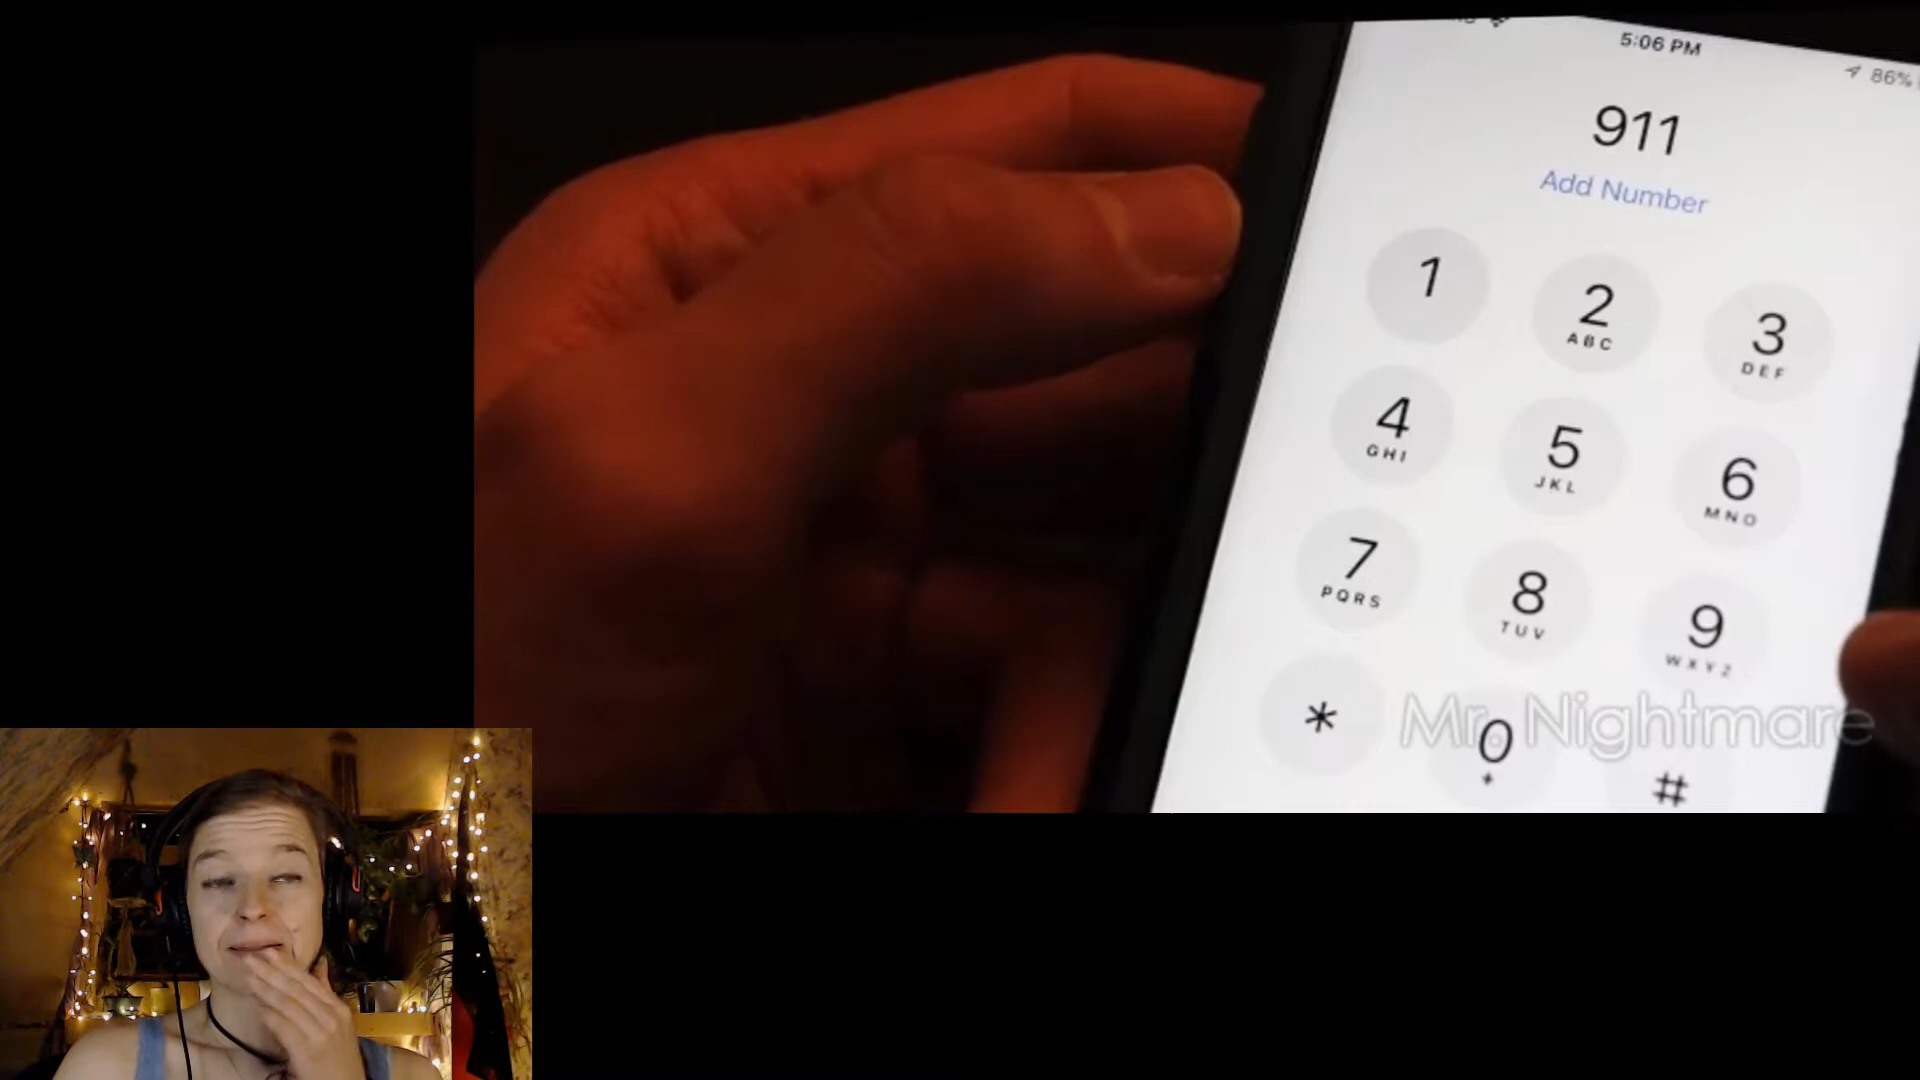 5:06 PM
86%
911
Add Number
1
2
ABC
3
DEF
4
GHI
5
JKL
6
MNO
7
PQRS
8
TUV
9
WXYZ
*
0
+
#
Mr. Nightmare